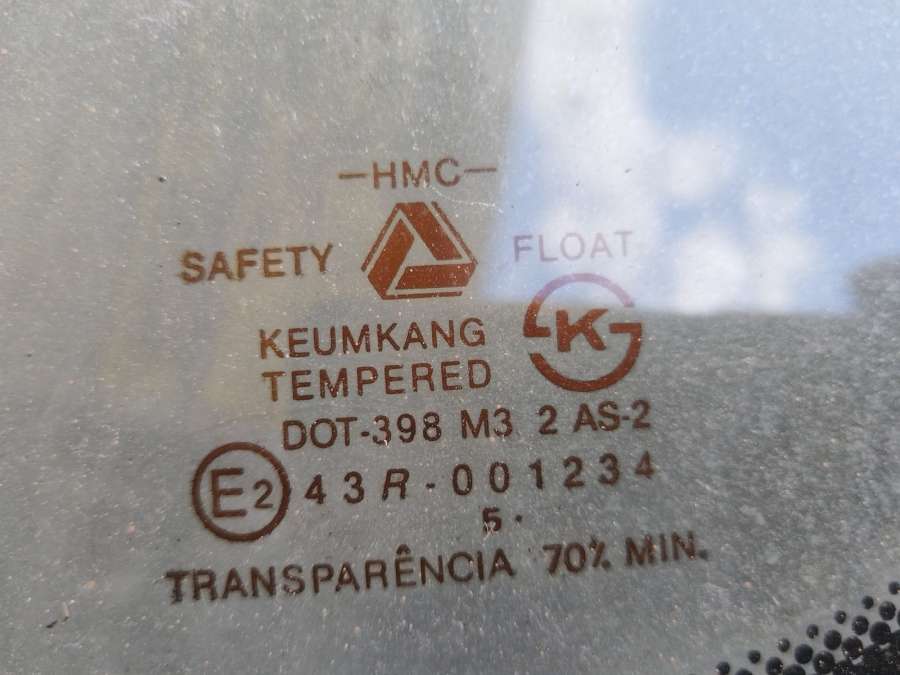 -HMC-
SAFETY FLOAT
KEUMKANG
TEMPERED
K
DOT-398 M3 2 AS-2
E2 43R-001234
5.
TRANSPARÊNCIA 70% MIN.